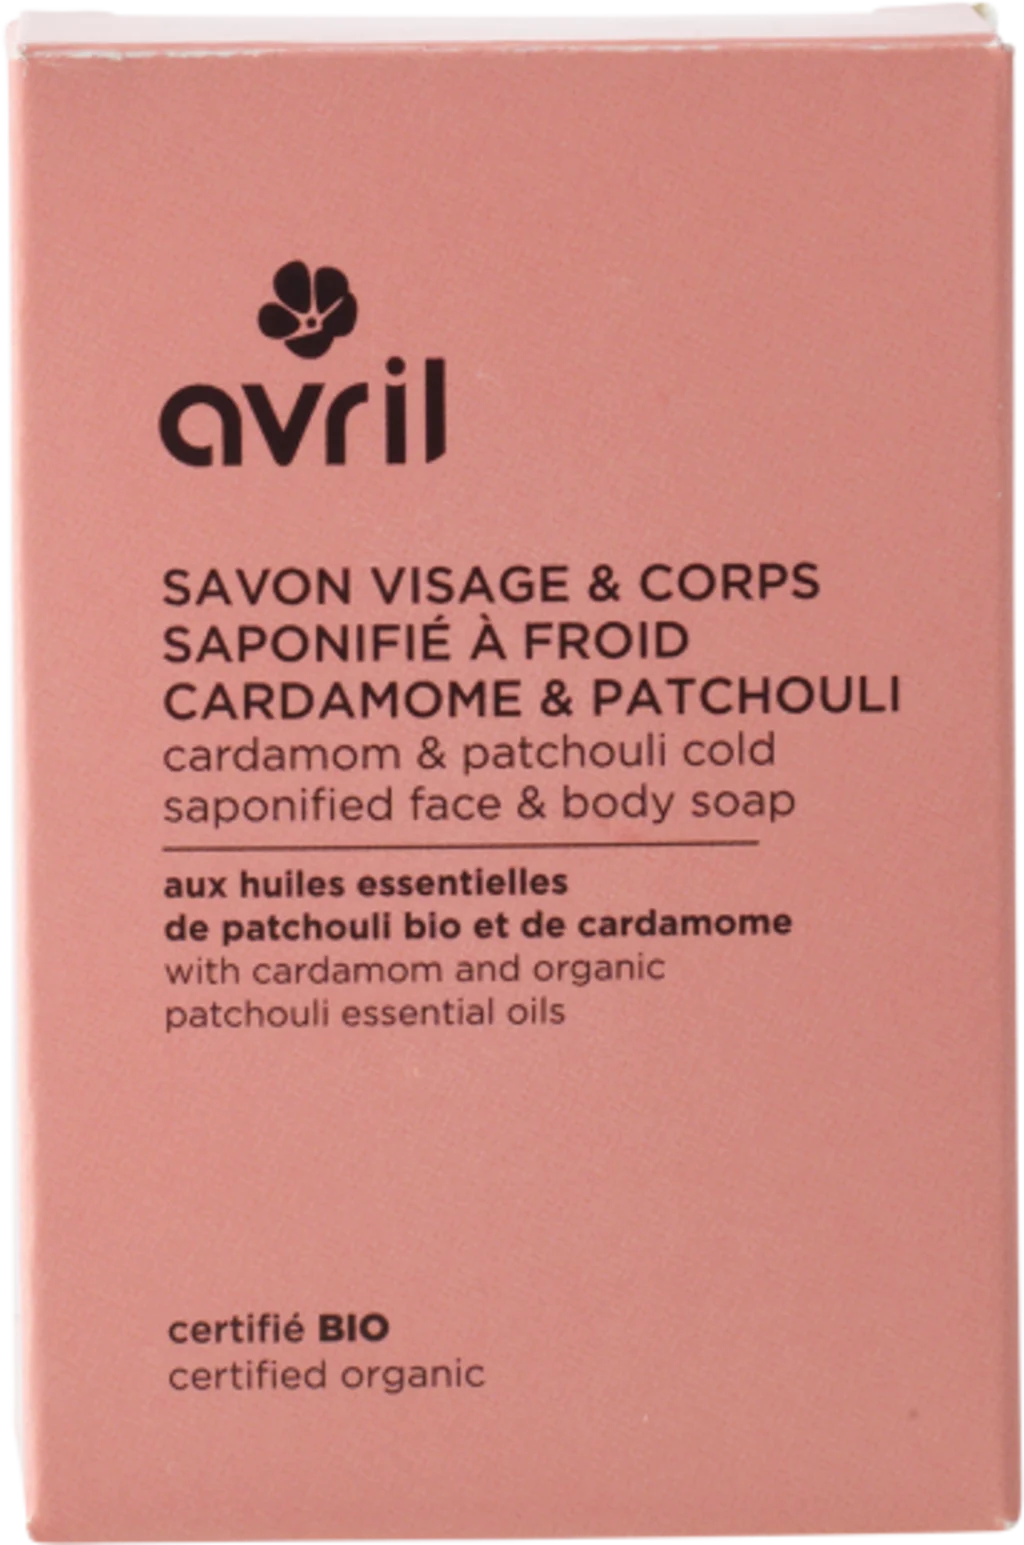 avril
SAVON VISAGE & CORPS
SAPONIFIÉ À FROID
CARDAMOME & PATCHOULI
cardamom & patchouli cold
saponified face & body soap
aux huiles essentielles
de patchouli bio et de cardamome
with cardamom and organic
patchouli essential oils
certifié BIO
certified organic